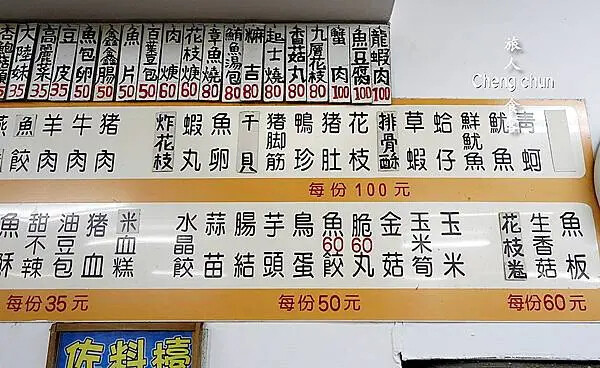 龍蝦肉 100
魚豆腐 100
蟹肉 100
九層花枝 80
香菇丸 80
起士燒 80
麻吉 80
鮪魚湯包 80
章魚燒 80
花枝焿 60
肉焿 60
百葉豆 50
魚片 50
鑫鑫腸 50
魚包卵 50
豆皮 35
高麗菜 35
大陸妹 35
旅人
Cheng chun
青蚵
魷魚
鮮魷魚
蛤仔
草蝦
排骨酥
花枝
豬肚
鴨珍
豬脚筋
干貝
魚卵
蝦丸
炸花枝
豬肉
牛肉
羊肉
魚餃
每份100元
魚板
生香菇
花枝卷
玉米
玉米筍
金菇
脆丸 60
魚餃 60
鳥蛋
芋頭
腸結
蒜苗
水晶餃
米血糕
豬血
油豆包
甜不辣
魚酥
每份35元
每份50元
每份60元
佐料檯